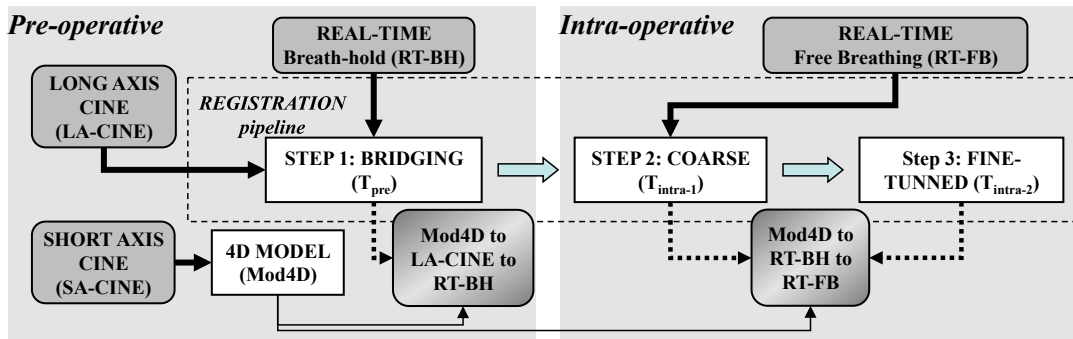 Pre-operative
REAL-TIME
Breath-hold (RT-BH)
LONG AXIS
CINE
(LA-CINE)
REGISTRATION
pipeline
STEP 1: BRIDGING
(Tpre)
SHORT AXIS
CINE
(SA-CINE)
4D MODEL
(Mod4D)
Mod4D to
LA-CINE to
RT-BH
Intra-operative
REAL-TIME
Free Breathing (RT-FB)
STEP 2: COARSE
(Tintra-1)
Step 3: FINE-
TUNNED (Tintra-2)
Mod4D to
RT-BH to
RT-FB